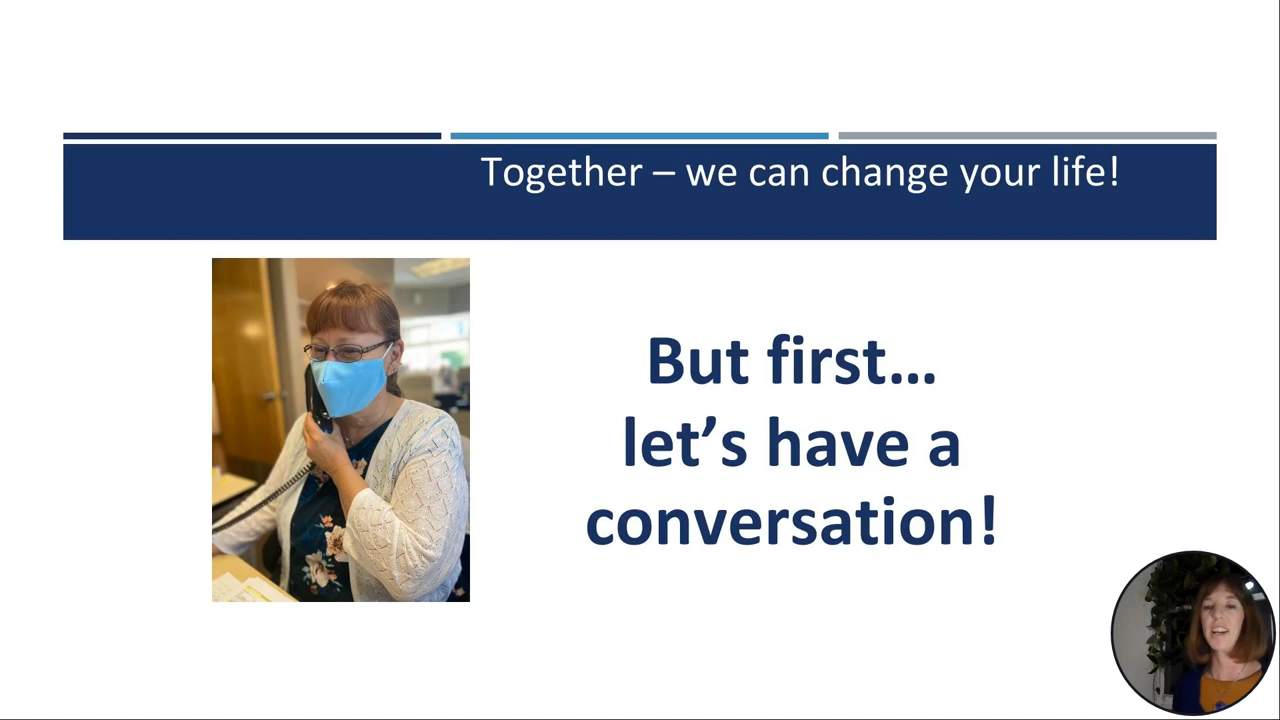 Together – we can change your life!
But first…
let’s have a
conversation!